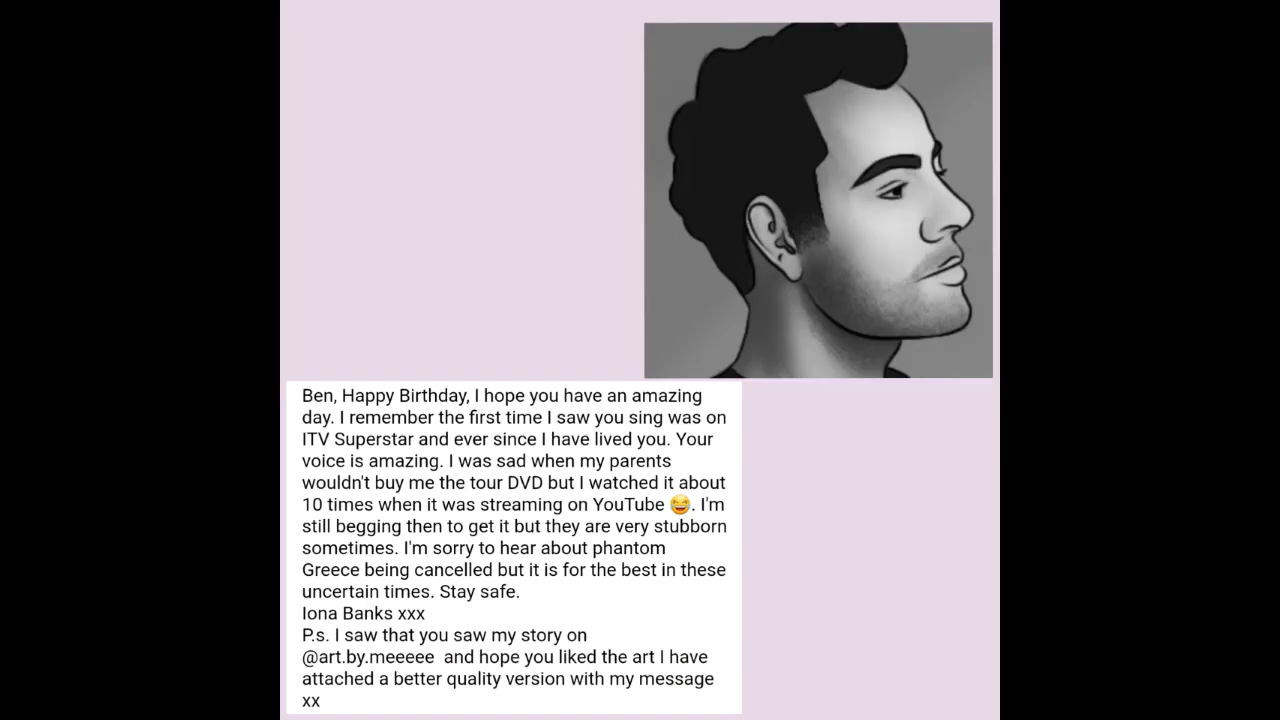 Ben, Happy Birthday, I hope you have an amazing
day. I remember the first time I saw you sing was on
ITV Superstar and ever since I have lived you. Your
voice is amazing. I was sad when my parents
wouldn't buy me the tour DVD but I watched it about
10 times when it was streaming on YouTube 😆. I'm
still begging then to get it but they are very stubborn
sometimes. I'm sorry to hear about phantom
Greece being cancelled but it is for the best in these
uncertain times. Stay safe.
Iona Banks xxx
P.s. I saw that you saw my story on
@art.by.meeeee  and hope you liked the art I have
attached a better quality version with my message
xx